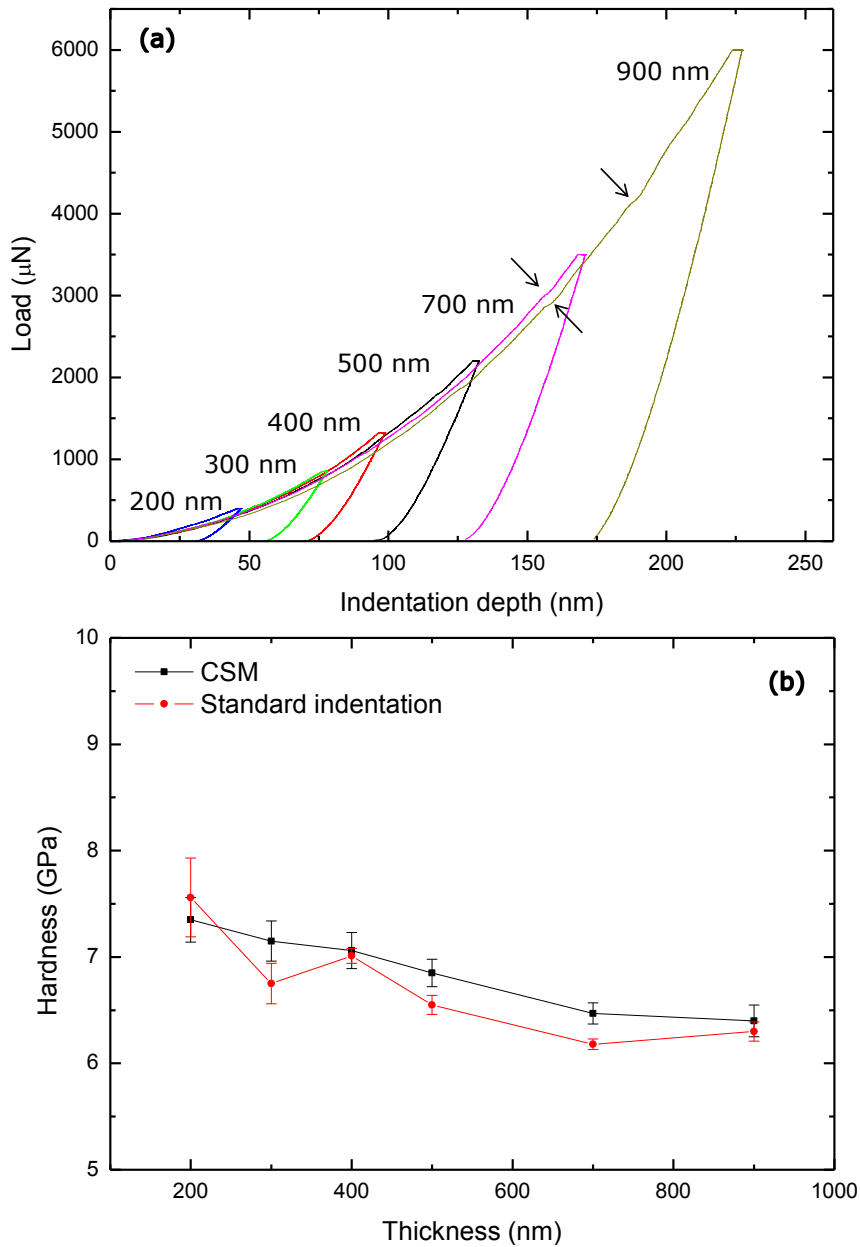 (a)
6000
5000
4000
3000
2000
1000
0
Load (μN)
900 nm
700 nm
500 nm
400 nm
300 nm
200 nm
0 50 100 150 200 250
Indentation depth (nm)
(b)
CSM
Standard indentation
10
9
8
7
6
5
Hardness (GPa)
200 400 600 800 1000
Thickness (nm)